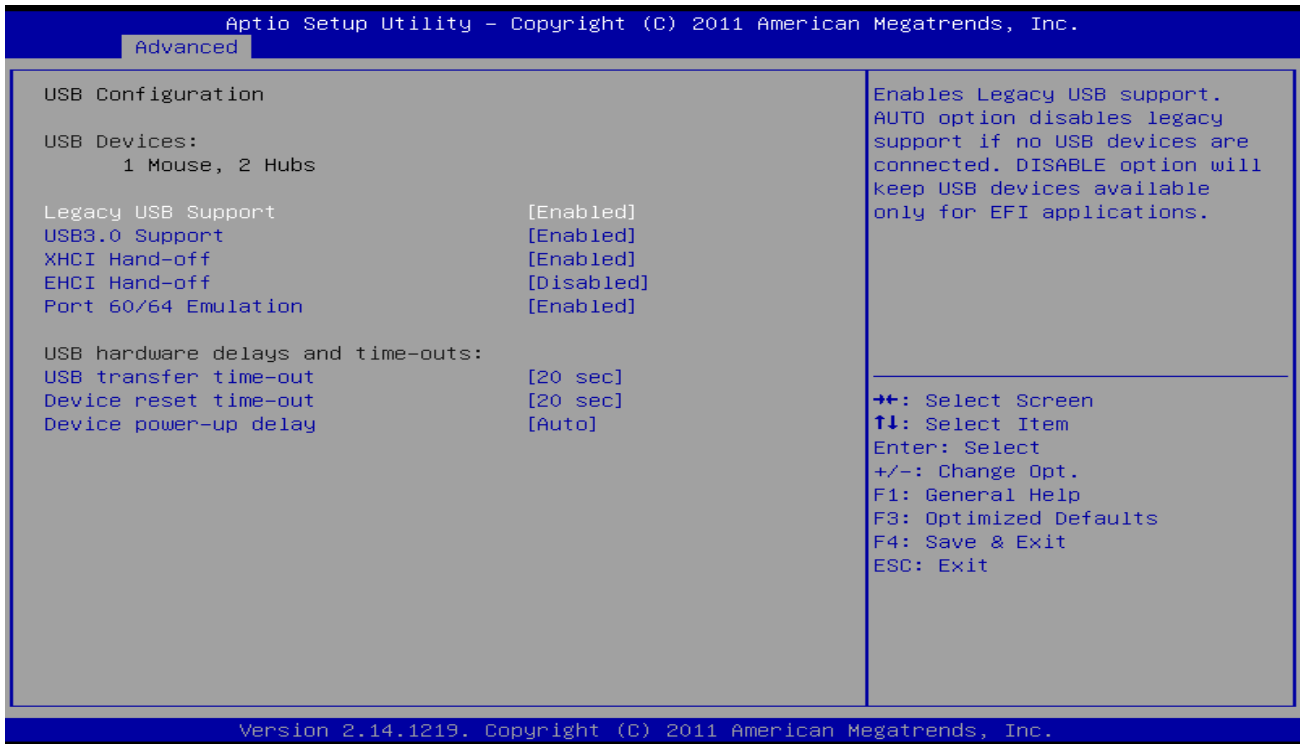 Aptio Setup Utility – Copyright (C) 2011 American Megatrends, Inc.
Advanced
USB Configuration
USB Devices:
1 Mouse, 2 Hubs
Legacy USB Support [Enabled]
USB3.0 Support [Enabled]
XHCI Hand-off [Enabled]
EHCI Hand-off [Disabled]
Port 60/64 Emulation [Enabled]
USB hardware delays and time-outs:
USB transfer time-out [20 sec]
Device reset time-out [20 sec]
Device power-up delay [Auto]
Enables Legacy USB support.
AUTO option disables legacy
support if no USB devices are
connected. DISABLE option will
keep USB devices available
only for EFI applications.
→←: Select Screen
↑↓: Select Item
Enter: Select
+/-: Change Opt.
F1: General Help
F3: Optimized Defaults
F4: Save & Exit
ESC: Exit
Version 2.14.1219. Copyright (C) 2011 American Megatrends, Inc.